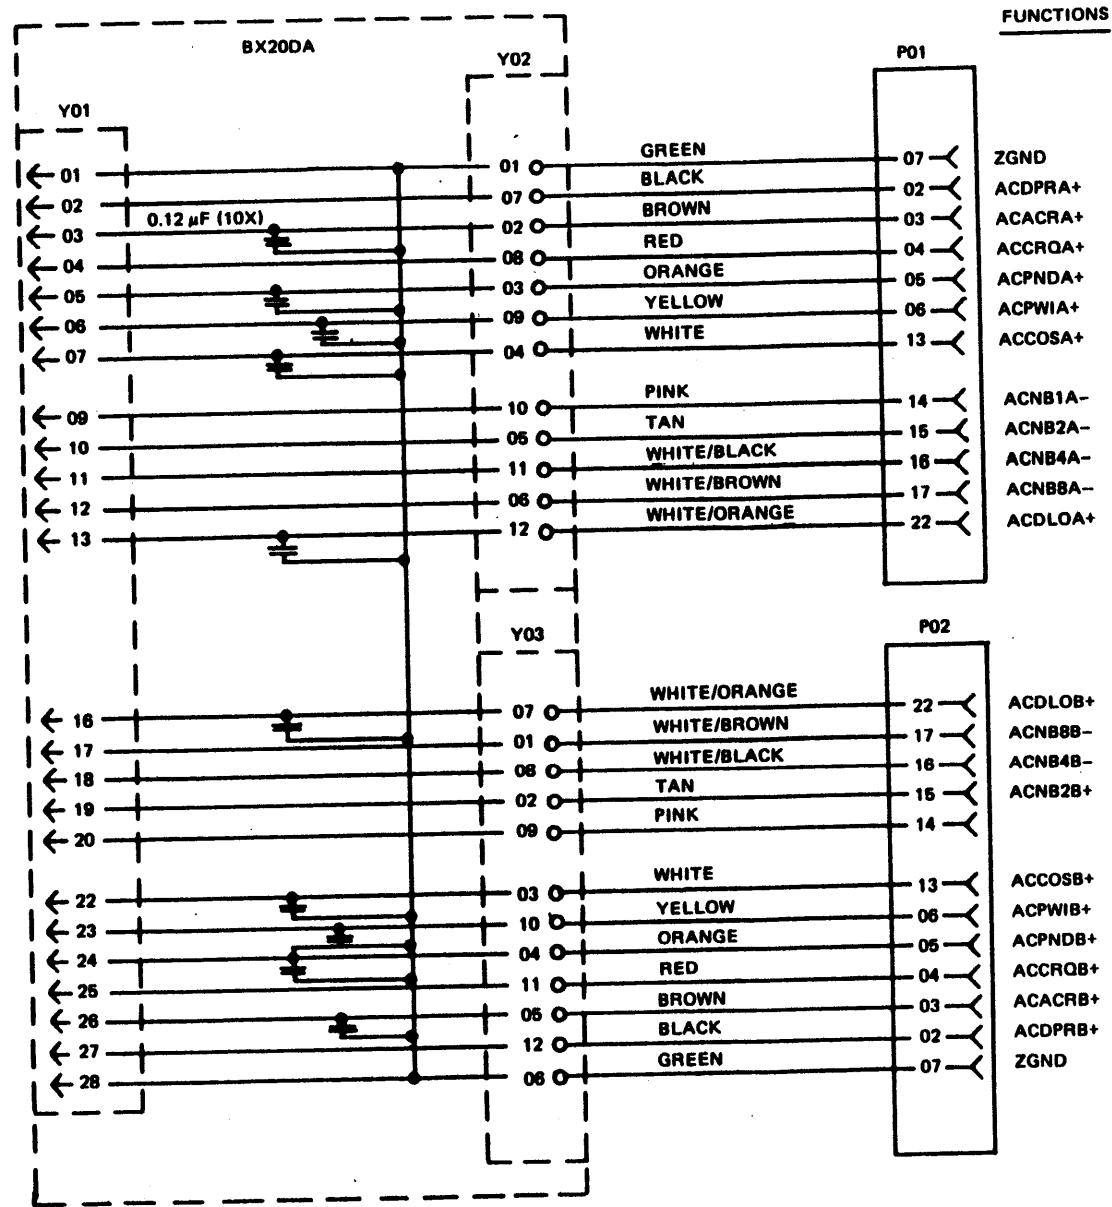 FUNCTIONS
BX20DA
Y02
P01
Y01
01 01 GREEN 07 ZGND
02 07 BLACK 02 ACDPRA+
0.12 µF (10X)
03 02 BROWN 03 ACACRA+
04 08 RED 04 ACCRQA+
05 03 ORANGE 05 ACPNDA+
06 09 YELLOW 06 ACPWIA+
07 04 WHITE 13 ACCOSA+
09 10 PINK 14 ACNB1A-
10 05 TAN 15 ACNB2A-
11 11 WHITE/BLACK 16 ACNB4A-
12 06 WHITE/BROWN 17 ACNB8A-
13 12 WHITE/ORANGE 22 ACDLOA+
Y03
P02
16 07 WHITE/ORANGE 22 ACDLOB+
17 01 WHITE/BROWN 17 ACNB8B-
18 08 WHITE/BLACK 16 ACNB4B-
19 02 TAN 15 ACNB2B+
20 09 PINK 14
22 03 WHITE 13 ACCOSB+
23 10 YELLOW 06 ACPWIB+
24 04 ORANGE 05 ACPNDB+
25 11 RED 04 ACCRQB+
26 05 BROWN 03 ACACRB+
27 12 BLACK 02 ACDPRB+
28 06 GREEN 07 ZGND